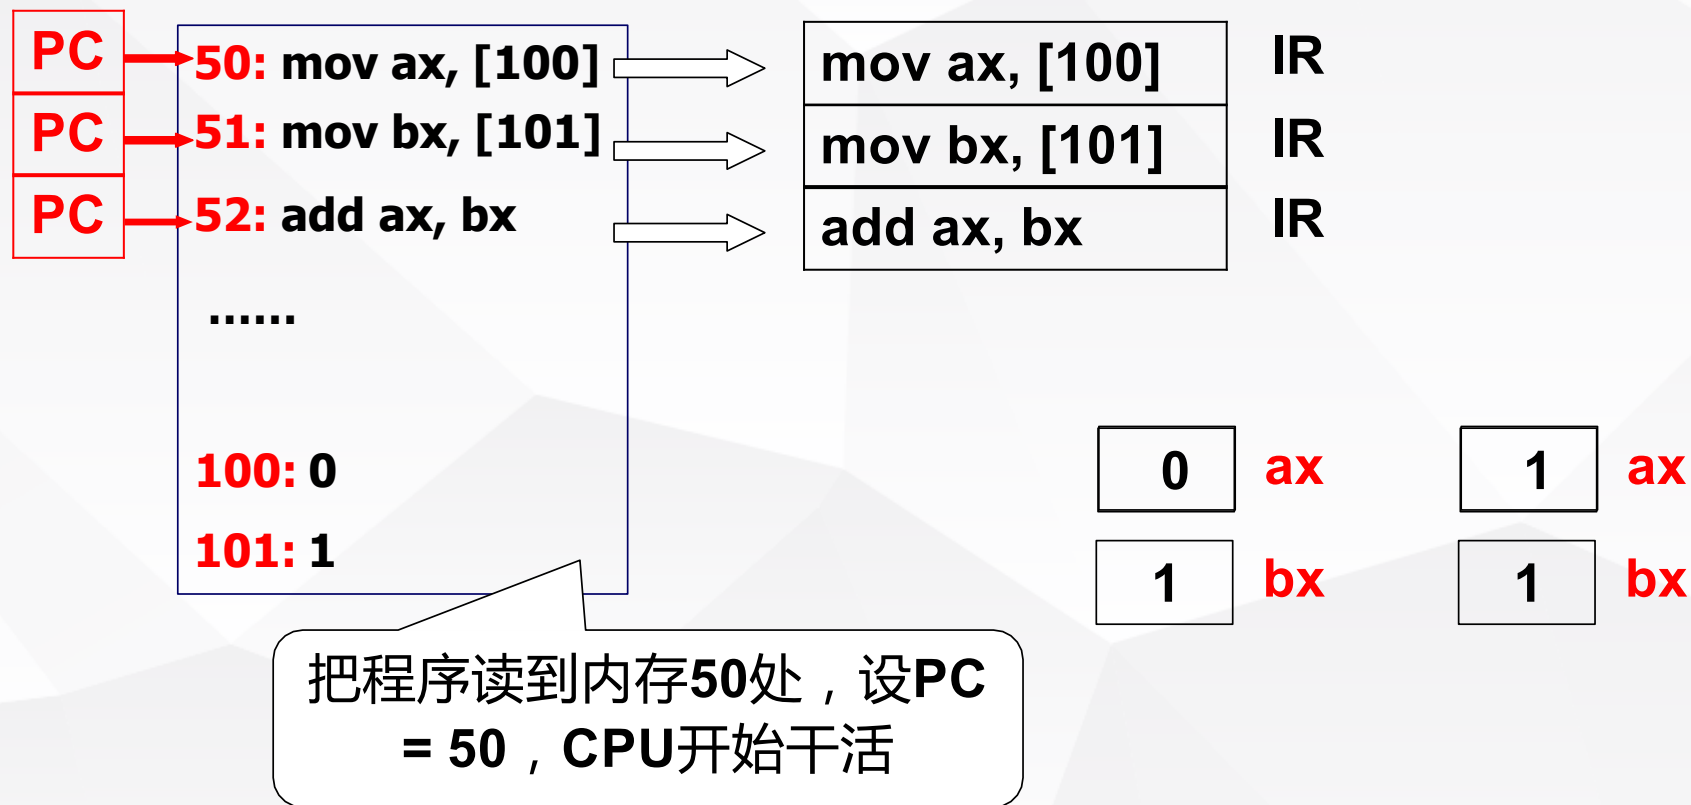 PC 50: mov ax, [100] mov ax, [100] IR
PC 51: mov bx, [101] mov bx, [101] IR
PC 52: add ax, bx add ax, bx IR
......
100: 0 0 ax 1 ax
101: 1 1 bx 1 bx
把程序读到内存50处，设PC
= 50，CPU开始干活